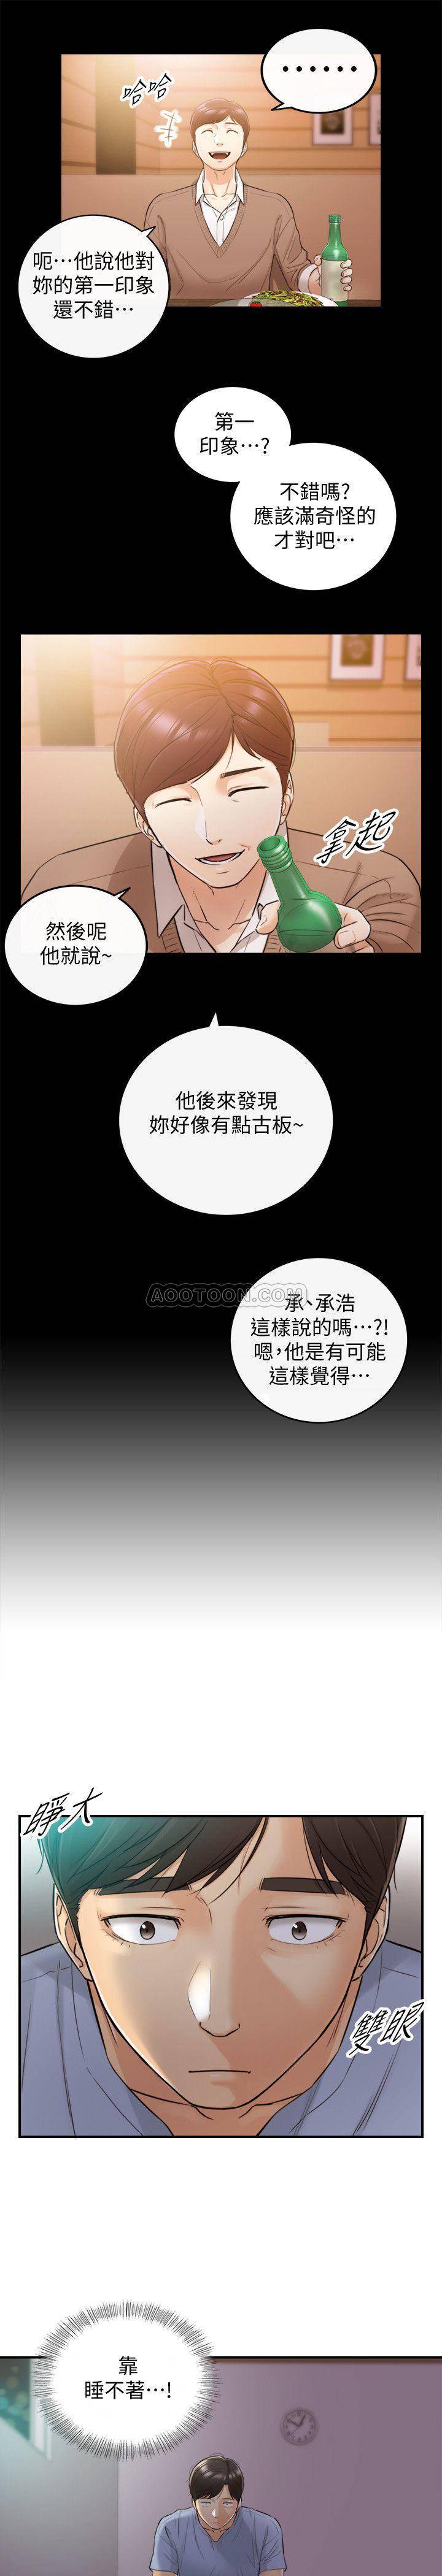 ……
哈哈
呃…他說他對
妳的第一印象
還不錯…
第一
印象…?
不錯嗎?
應該滿奇怪的
才對吧…
拿起
然後呢
他就說~
他後來發現
妳好像有點古板~
AOOTOON.COM
承、承浩
這樣說的嗎…?!
嗯,他是有可能
這樣覺得…
睜大
雙眼
靠
睡不著…!